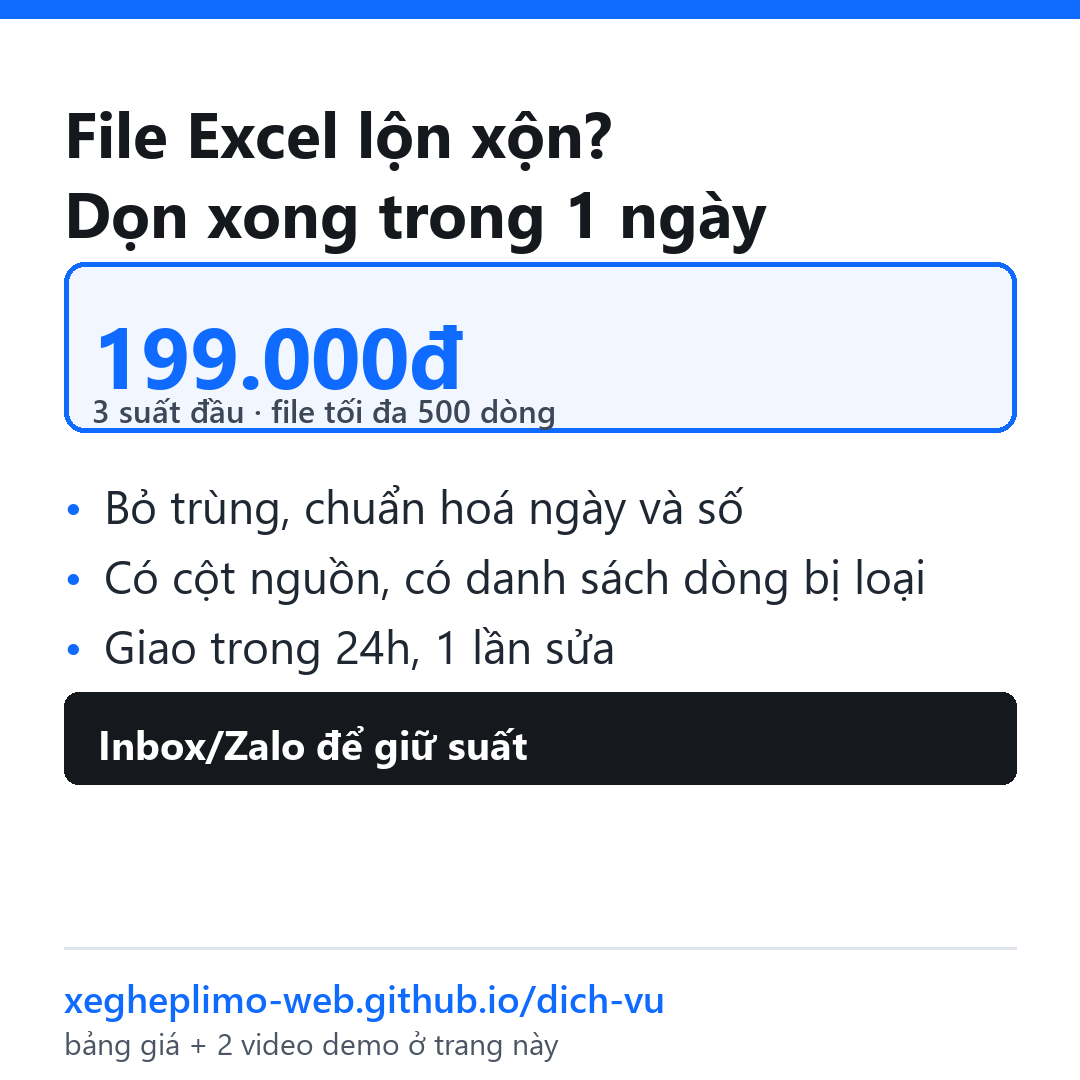 File Excel lộn xộn?
Dọn xong trong 1 ngày
199.000đ
3 suất đầu · file tối đa 500 dòng
• Bỏ trùng, chuẩn hoá ngày và số
• Có cột nguồn, có danh sách dòng bị loại
• Giao trong 24h, 1 lần sửa
Inbox/Zalo để giữ suất
xegheplimo-web.github.io/dich-vu
bảng giá + 2 video demo ở trang này